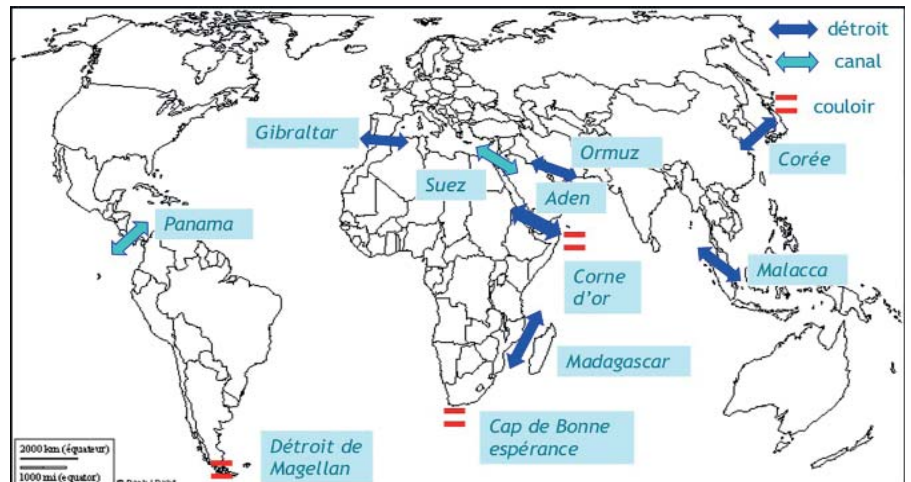 détroit
canal
couloir
Gibraltar
Ormuz
Corée
Suez
Aden
Panama
Malacca
Corne
d'or
Madagascar
Cap de Bonne
espérance
Détroit de
Magellan
2000 km (équateur)
1000 mi (equator)